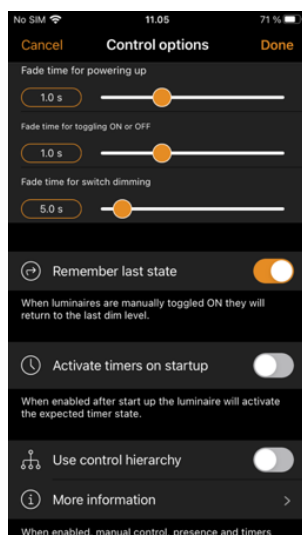 No SIM 11.05 71 %
Cancel Control options Done
Fade time for powering up
1.0 s
Fade time for toggling ON or OFF
1.0 s
Fade time for switch dimming
5.0 s
Remember last state
When luminaires are manually toggled ON they will
return to the last dim level.
Activate timers on startup
When enabled after start up the luminaire will activate
the expected timer state.
Use control hierarchy
More information
When enabled, manual control, presence and timers